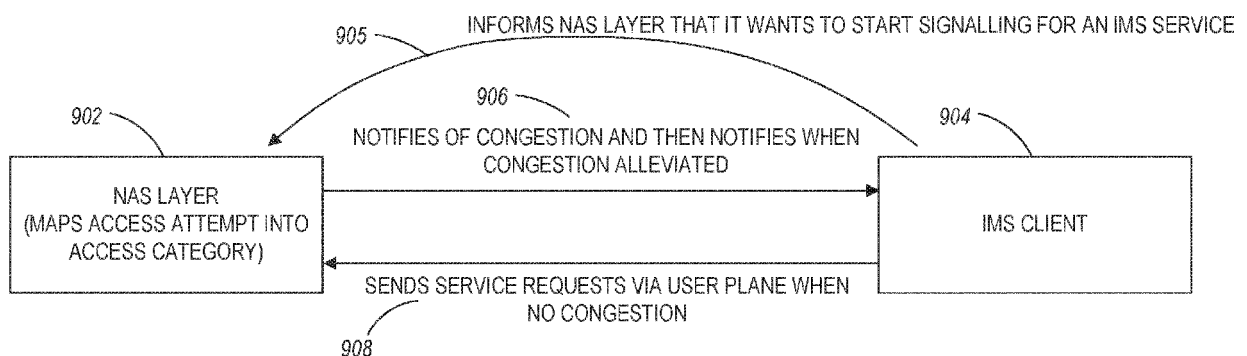 905
INFORMS NAS LAYER THAT IT WANTS TO START SIGNALLING FOR AN IMS SERVICE
902
906
904
NOTIFIES OF CONGESTION AND THEN NOTIFIES WHEN
CONGESTION ALLEVIATED
NAS LAYER
(MAPS ACCESS ATTEMPT INTO
ACCESS CATEGORY)
IMS CLIENT
SENDS SERVICE REQUESTS VIA USER PLANE WHEN
NO CONGESTION
908